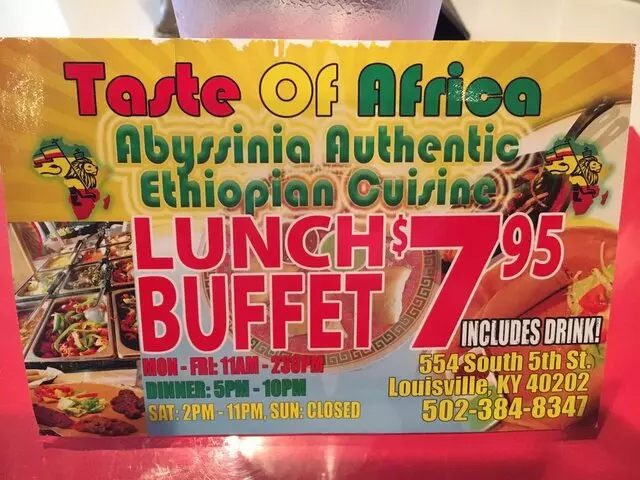 Taste Of Africa
Abyssinia Authentic
Ethiopian Cuisine
LUNCH BUFFET $7.95
INCLUDES DRINK!
MON - FRI: 11AM - 230PM
DINNER: 5PM - 10PM
SAT: 2PM - 11PM, SUN: CLOSED
554 South 5th St.
Louisville, KY 40202
502-384-8347